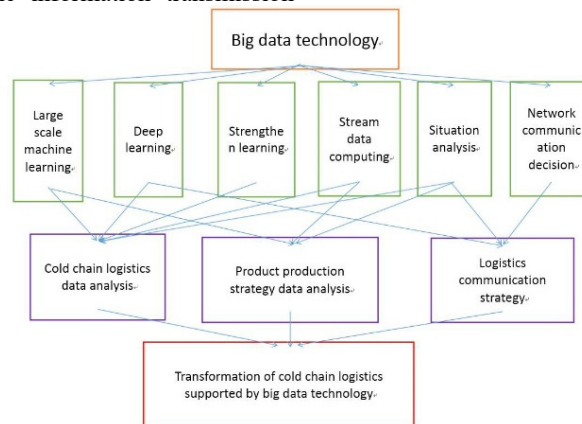 information transmission
Big data technology
Large
scale
machine
learning
Deep
learning
Strengthe
n learning
Stream
data
computing
Situation
analysis
Network
communic
ation
decision
Cold chain logistics
data analysis
Product production
strategy data analysis
Logistics
communication
strategy
Transformation of cold chain logistics
supported by big data technology